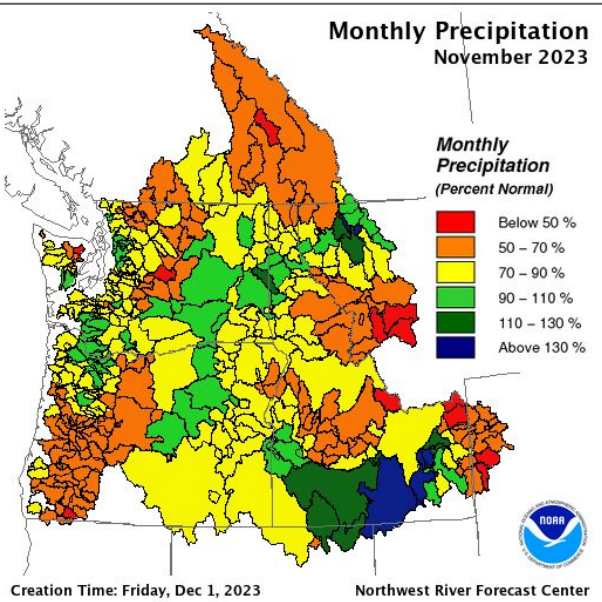 Monthly Precipitation
November 2023
Monthly
Precipitation
(Percent Normal)
Below 50 %
50 – 70 %
70 – 90 %
90 – 110 %
110 – 130 %
Above 130 %
NOAA
Creation Time: Friday, Dec 1, 2023
Northwest River Forecast Center